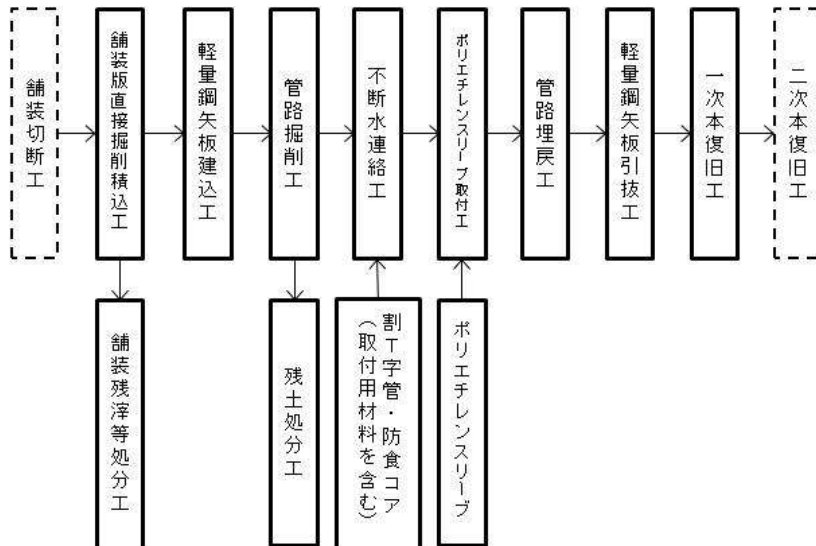 舗装切断工
舗装版直接掘削積込工
軽量鋼矢板建込工
管路掘削工
不断水連絡工
ポリエチレンスリーブ取付工
管路埋戻工
軽量鋼矢板引抜工
一次本復旧工
二次本復旧工
舗装残滓等処分工
残土処分工
割T字管・防食コア
（取付用材料を含む）
ポリエチレンスリーブ